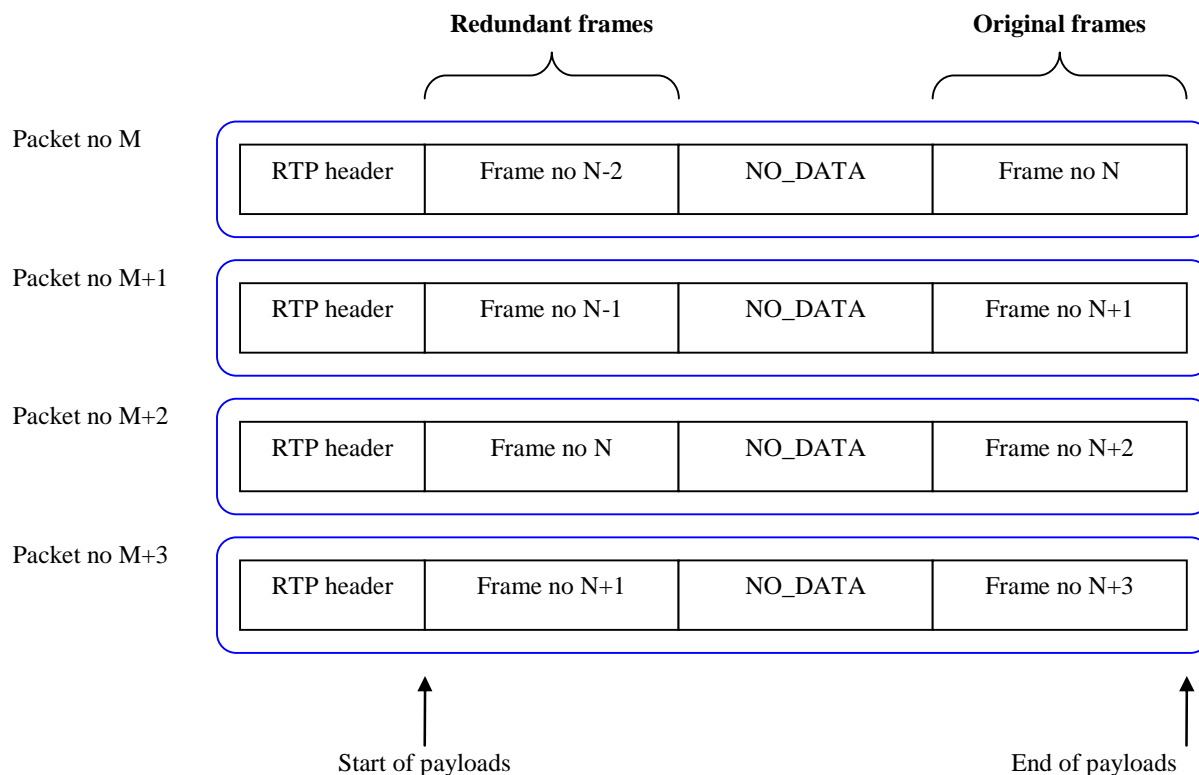 Redundant frames Original frames
Packet no M
RTP header Frame no N-2 NO_DATA Frame no N
Packet no M+1
RTP header Frame no N-1 NO_DATA Frame no N+1
Packet no M+2
RTP header Frame no N NO_DATA Frame no N+2
Packet no M+3
RTP header Frame no N+1 NO_DATA Frame no N+3
Start of payloads End of payloads